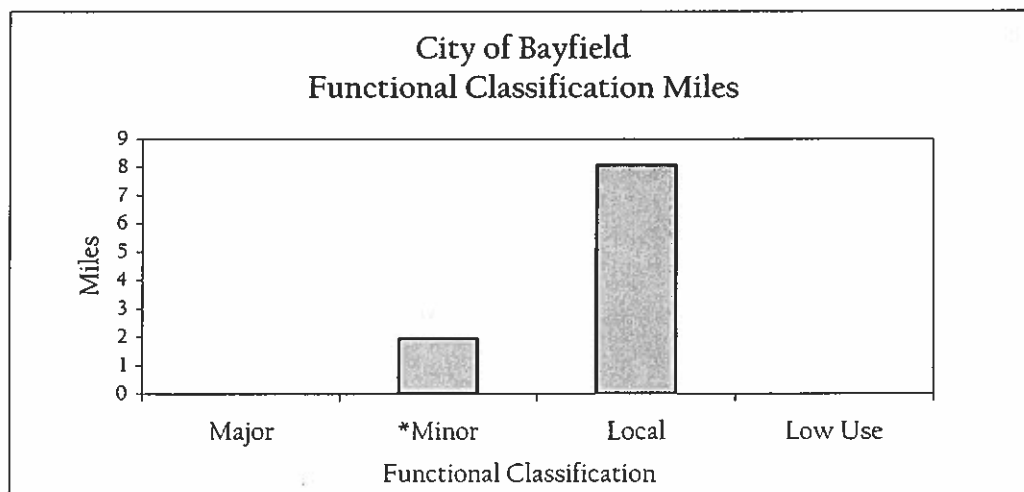 City of Bayfield
Functional Classification Miles
9
8
7
6
5
4
3
2
1
0
Miles
Major *Minor Local Low Use
Functional Classification